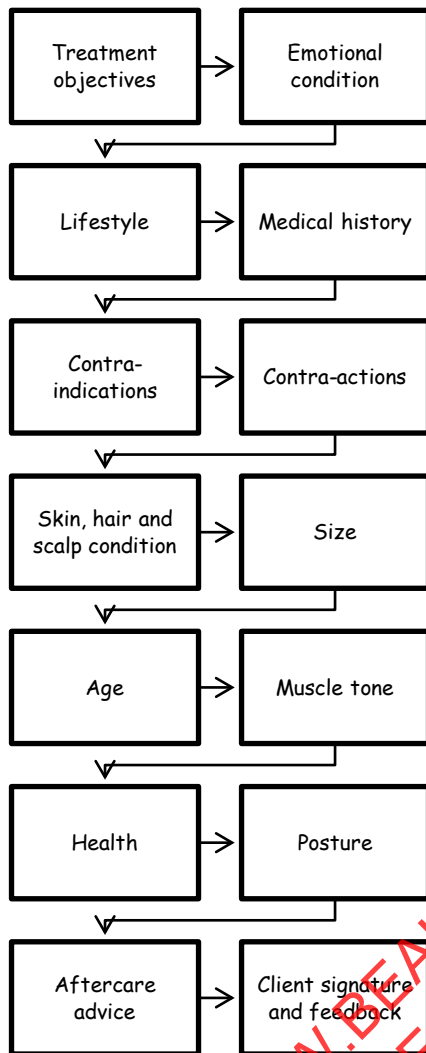 Treatment
objectives
Emotional
condition
Lifestyle
Medical history
Contra-
indications
Contra-actions
Skin, hair and
scalp condition
Size
Age
Muscle tone
Health
Posture
Aftercare
advice
Client signature
and feedback